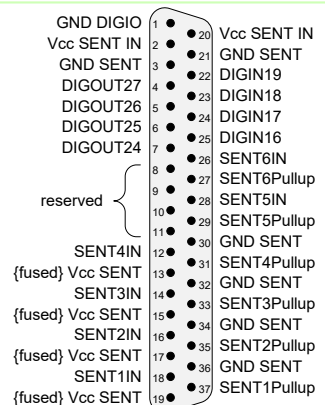 GND DIGIO 1
Vcc SENT IN 2
GND SENT 3
DIGOUT27 4
DIGOUT26 5
DIGOUT25 6
DIGOUT24 7
8
9
reserved
10
11
SENT4IN 12
{fused} Vcc SENT 13
SENT3IN 14
{fused} Vcc SENT 15
SENT2IN 16
{fused} Vcc SENT 17
SENT1IN 18
{fused} Vcc SENT 19
20 Vcc SENT IN
21 GND SENT
22 DIGIN19
23 DIGIN18
24 DIGIN17
25 DIGIN16
26 SENT6IN
27 SENT6Pullup
28 SENT5IN
29 SENT5Pullup
30 GND SENT
31 SENT4Pullup
32 GND SENT
33 SENT3Pullup
34 GND SENT
35 SENT2Pullup
36 GND SENT
37 SENT1Pullup